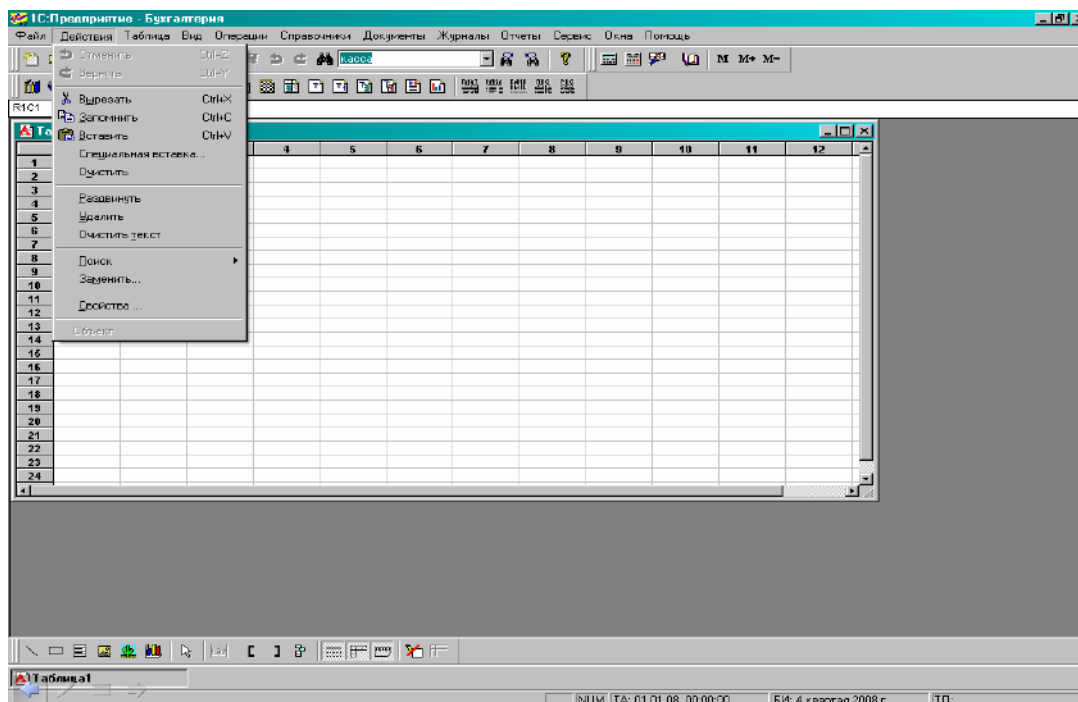 1С:Предприятие - Бухгалтерия
Файл Действия Таблица Вид Операции Справочники Документы Журналы Отчеты Сервис Окна Помощь
Отменить Ctrl+Z
Вернуть Ctrl+Y
касса
M M+ M-
R1C1
Вырезать Ctrl+X
Запомнить Ctrl+C
Вставить Ctrl+V
Специальная вставка...
Очистить
Раздвинуть
Удалить
Очистить текст
Поиск
Заменить...
Свойства ...
Объект
Та
4 5 6 7 8 9 10 11 12
1
2
3
4
5
6
7
8
9
10
11
12
13
14
15
16
17
18
19
20
21
22
23
24
Таблица1
NUM ТА: 01.01.08 00:00:00 БИ: 4 квартал 2008 г. ТП: